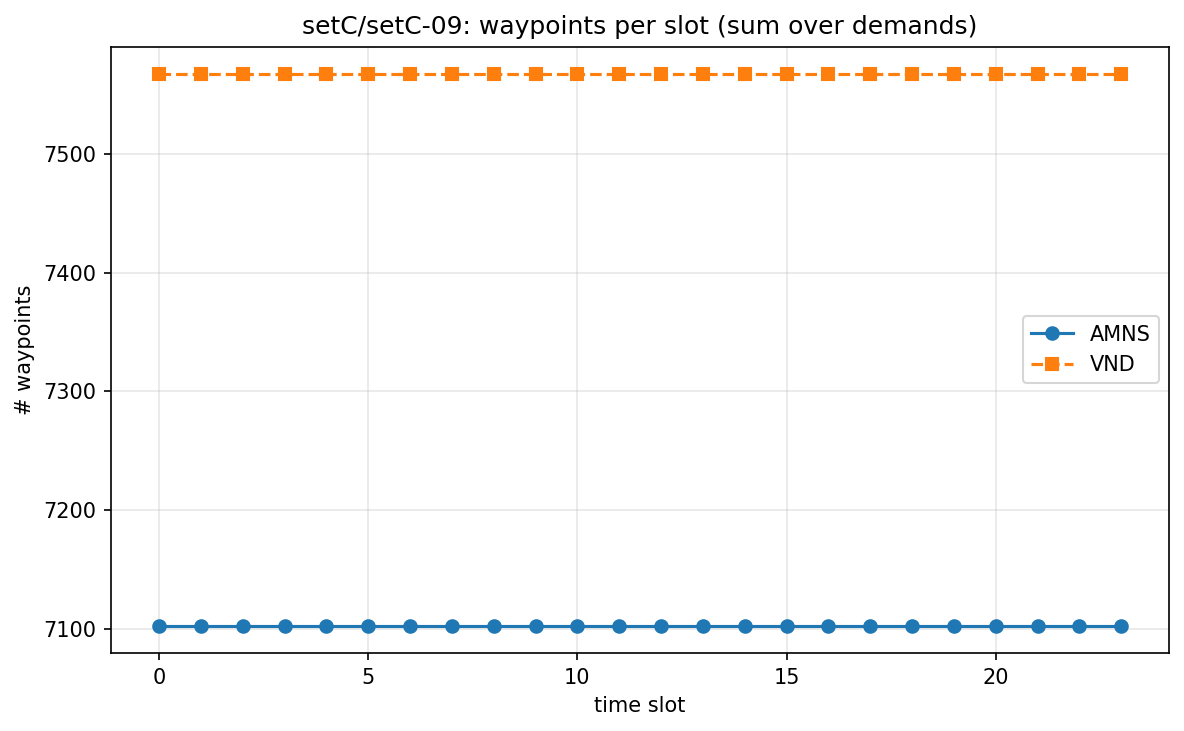 setC/setC-09: waypoints per slot (sum over demands)
# waypoints
7500
7400
7300
7200
7100
AMNS
VND
0 5 10 15 20
time slot